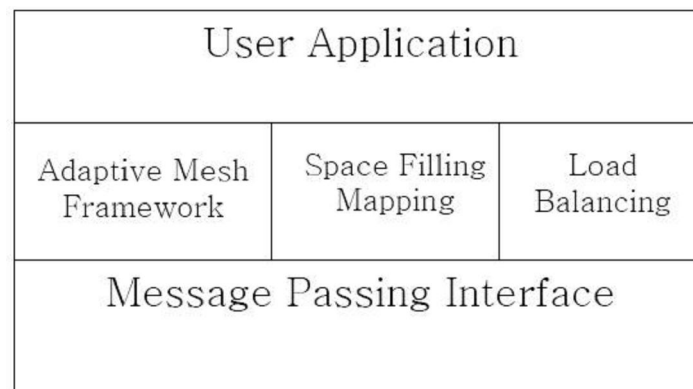 User Application
Adaptive Mesh
Framework
Space Filling
Mapping
Load
Balancing
Message Passing Interface